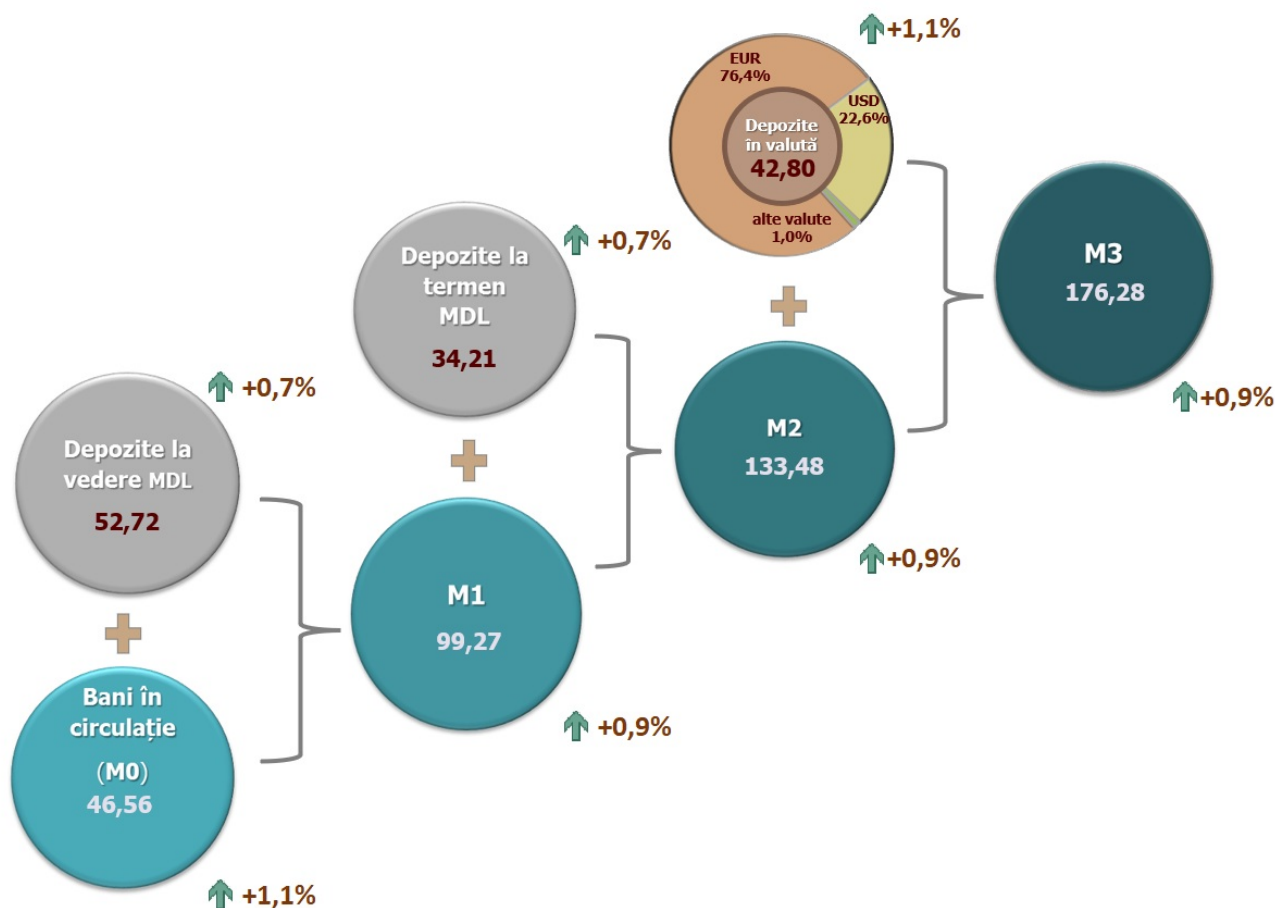 +1,1%
EUR
76,4%
USD
22,6%
Depozite
în valută
42,80
alte valute
1,0%
M3
176,28
+0,9%
+0,7%
Depozite la
termen
MDL
34,21
M2
133,48
+0,9%
+0,7%
Depozite la
vedere MDL
52,72
M1
99,27
+0,9%
Bani în
circulație
(M0)
46,56
+1,1%